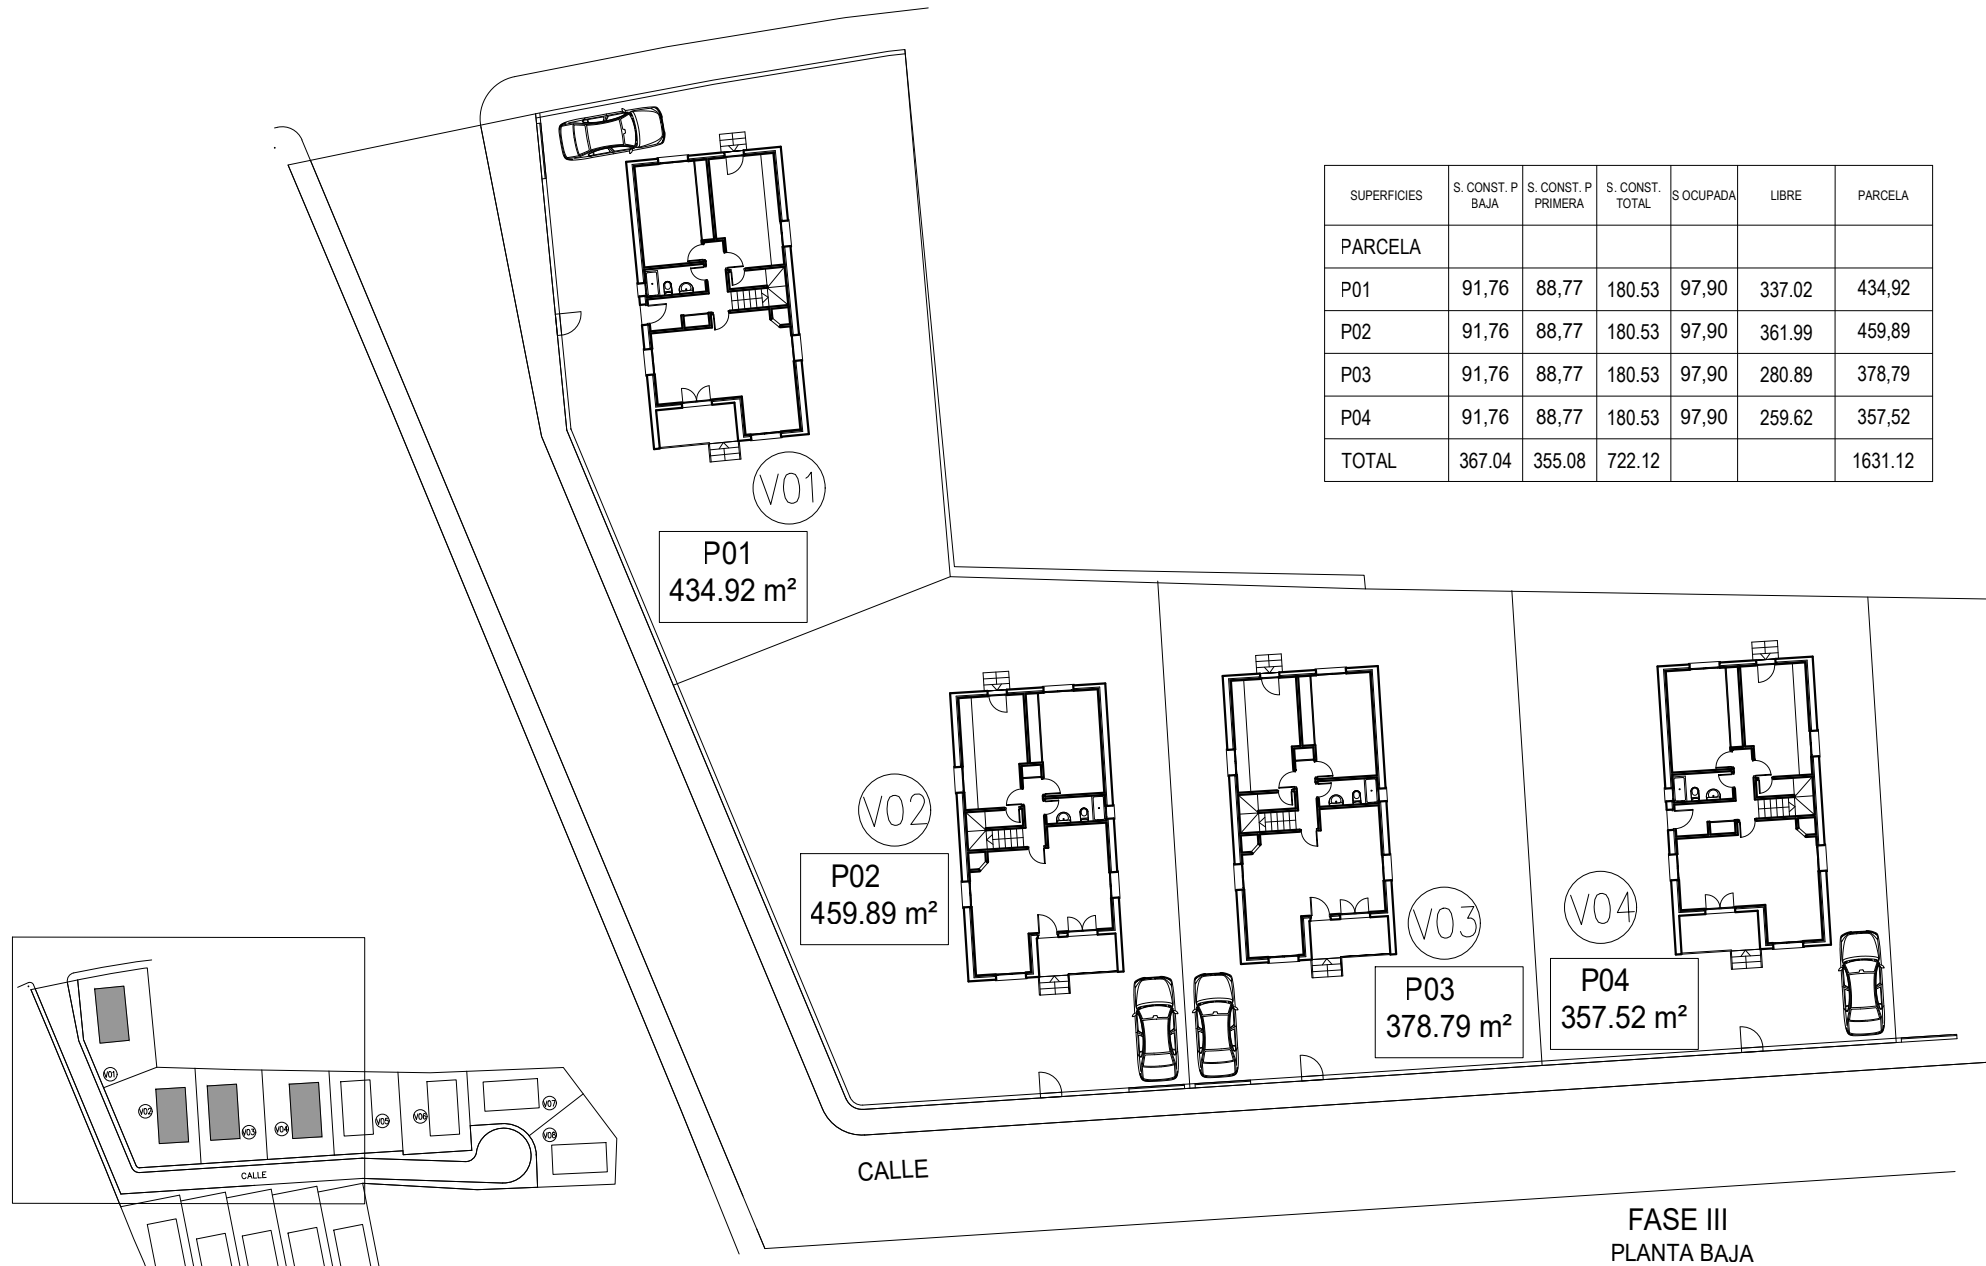 SUPERFICIES S. CONST. P BAJA S. CONST. P PRIMERA S. CONST. TOTAL S OCUPADA LIBRE PARCELA
PARCELA
P01 91,76 88,77 180.53 97,90 337.02 434,92
P02 91,76 88,77 180.53 97,90 361.99 459,89
P03 91,76 88,77 180.53 97,90 280.89 378,79
P04 91,76 88,77 180.53 97,90 259.62 357,52
TOTAL 367.04 355.08 722.12 1631.12
V01
P01
434.92 m²
V02
P02
459.89 m²
V03
P03
378.79 m²
V04
P04
357.52 m²
CALLE
V01
V02
V03
V04
V05
V06
V07
V08
CALLE
FASE III
PLANTA BAJA